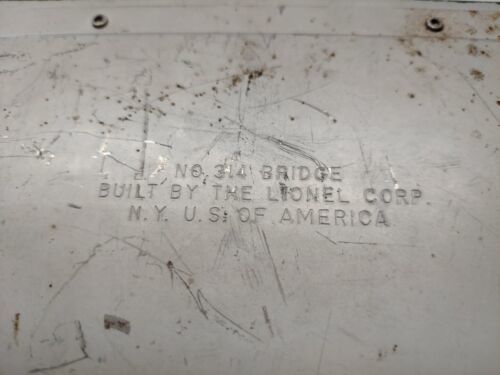 NO. 314 BRIDGE
BUILT BY THE LIONEL CORP.
N.Y. U.S. OF AMERICA